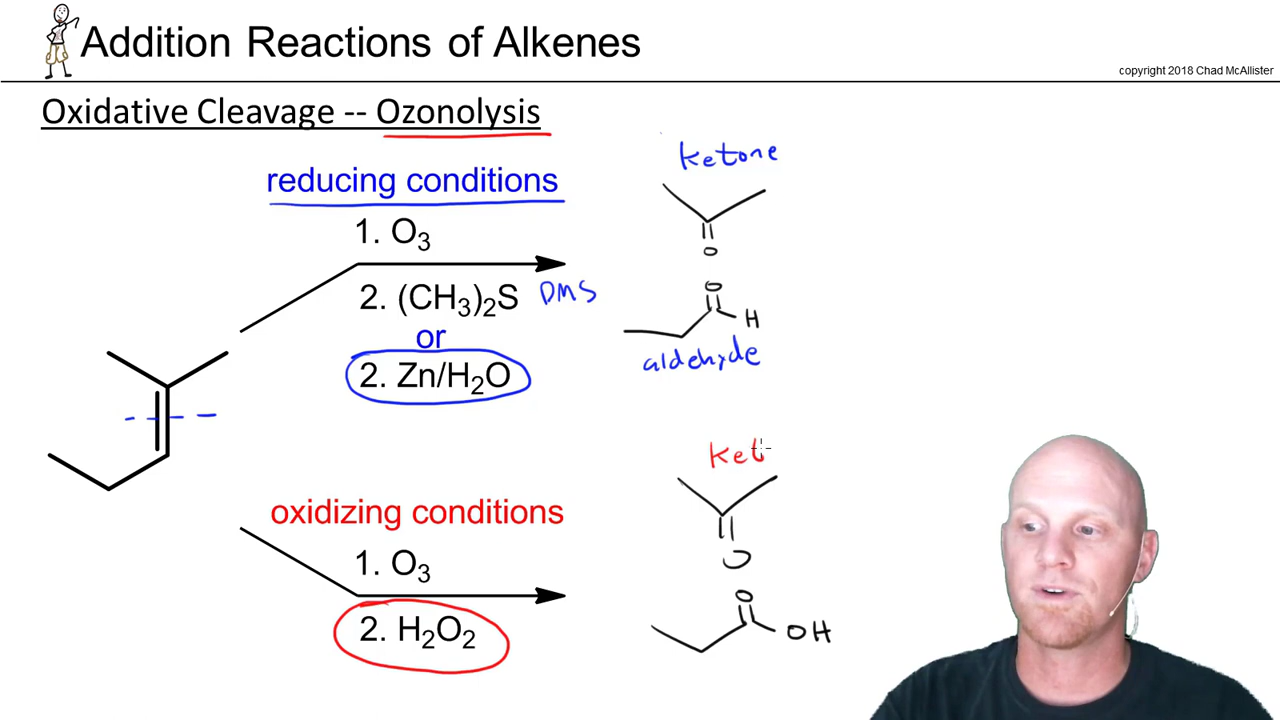 Addition Reactions of Alkenes
copyright 2018 Chad McAllister
Oxidative Cleavage -- Ozonolysis
reducing conditions
1. O3
2. (CH3)2S DMS
or
2. Zn/H2O
ketone
O
O
H
aldehyde
oxidizing conditions
1. O3
2. H2O2
Ket
O
O
OH